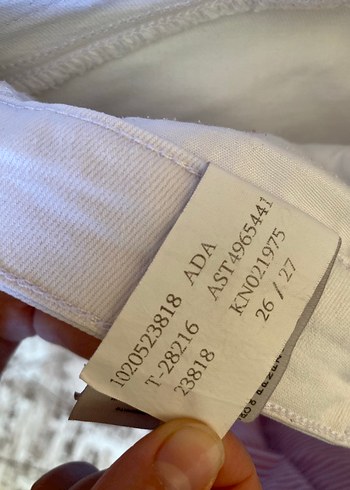 1020523818 ADA
T-28216 AST4965441
23818 KN021975
26 / 27